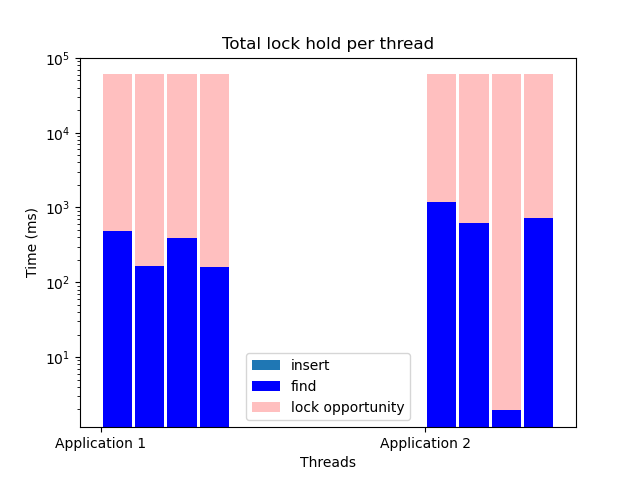 Total lock hold per thread
Time (ms)
10^5
10^4
10^3
10^2
10^1
insert
find
lock opportunity
Application 1
Application 2
Threads